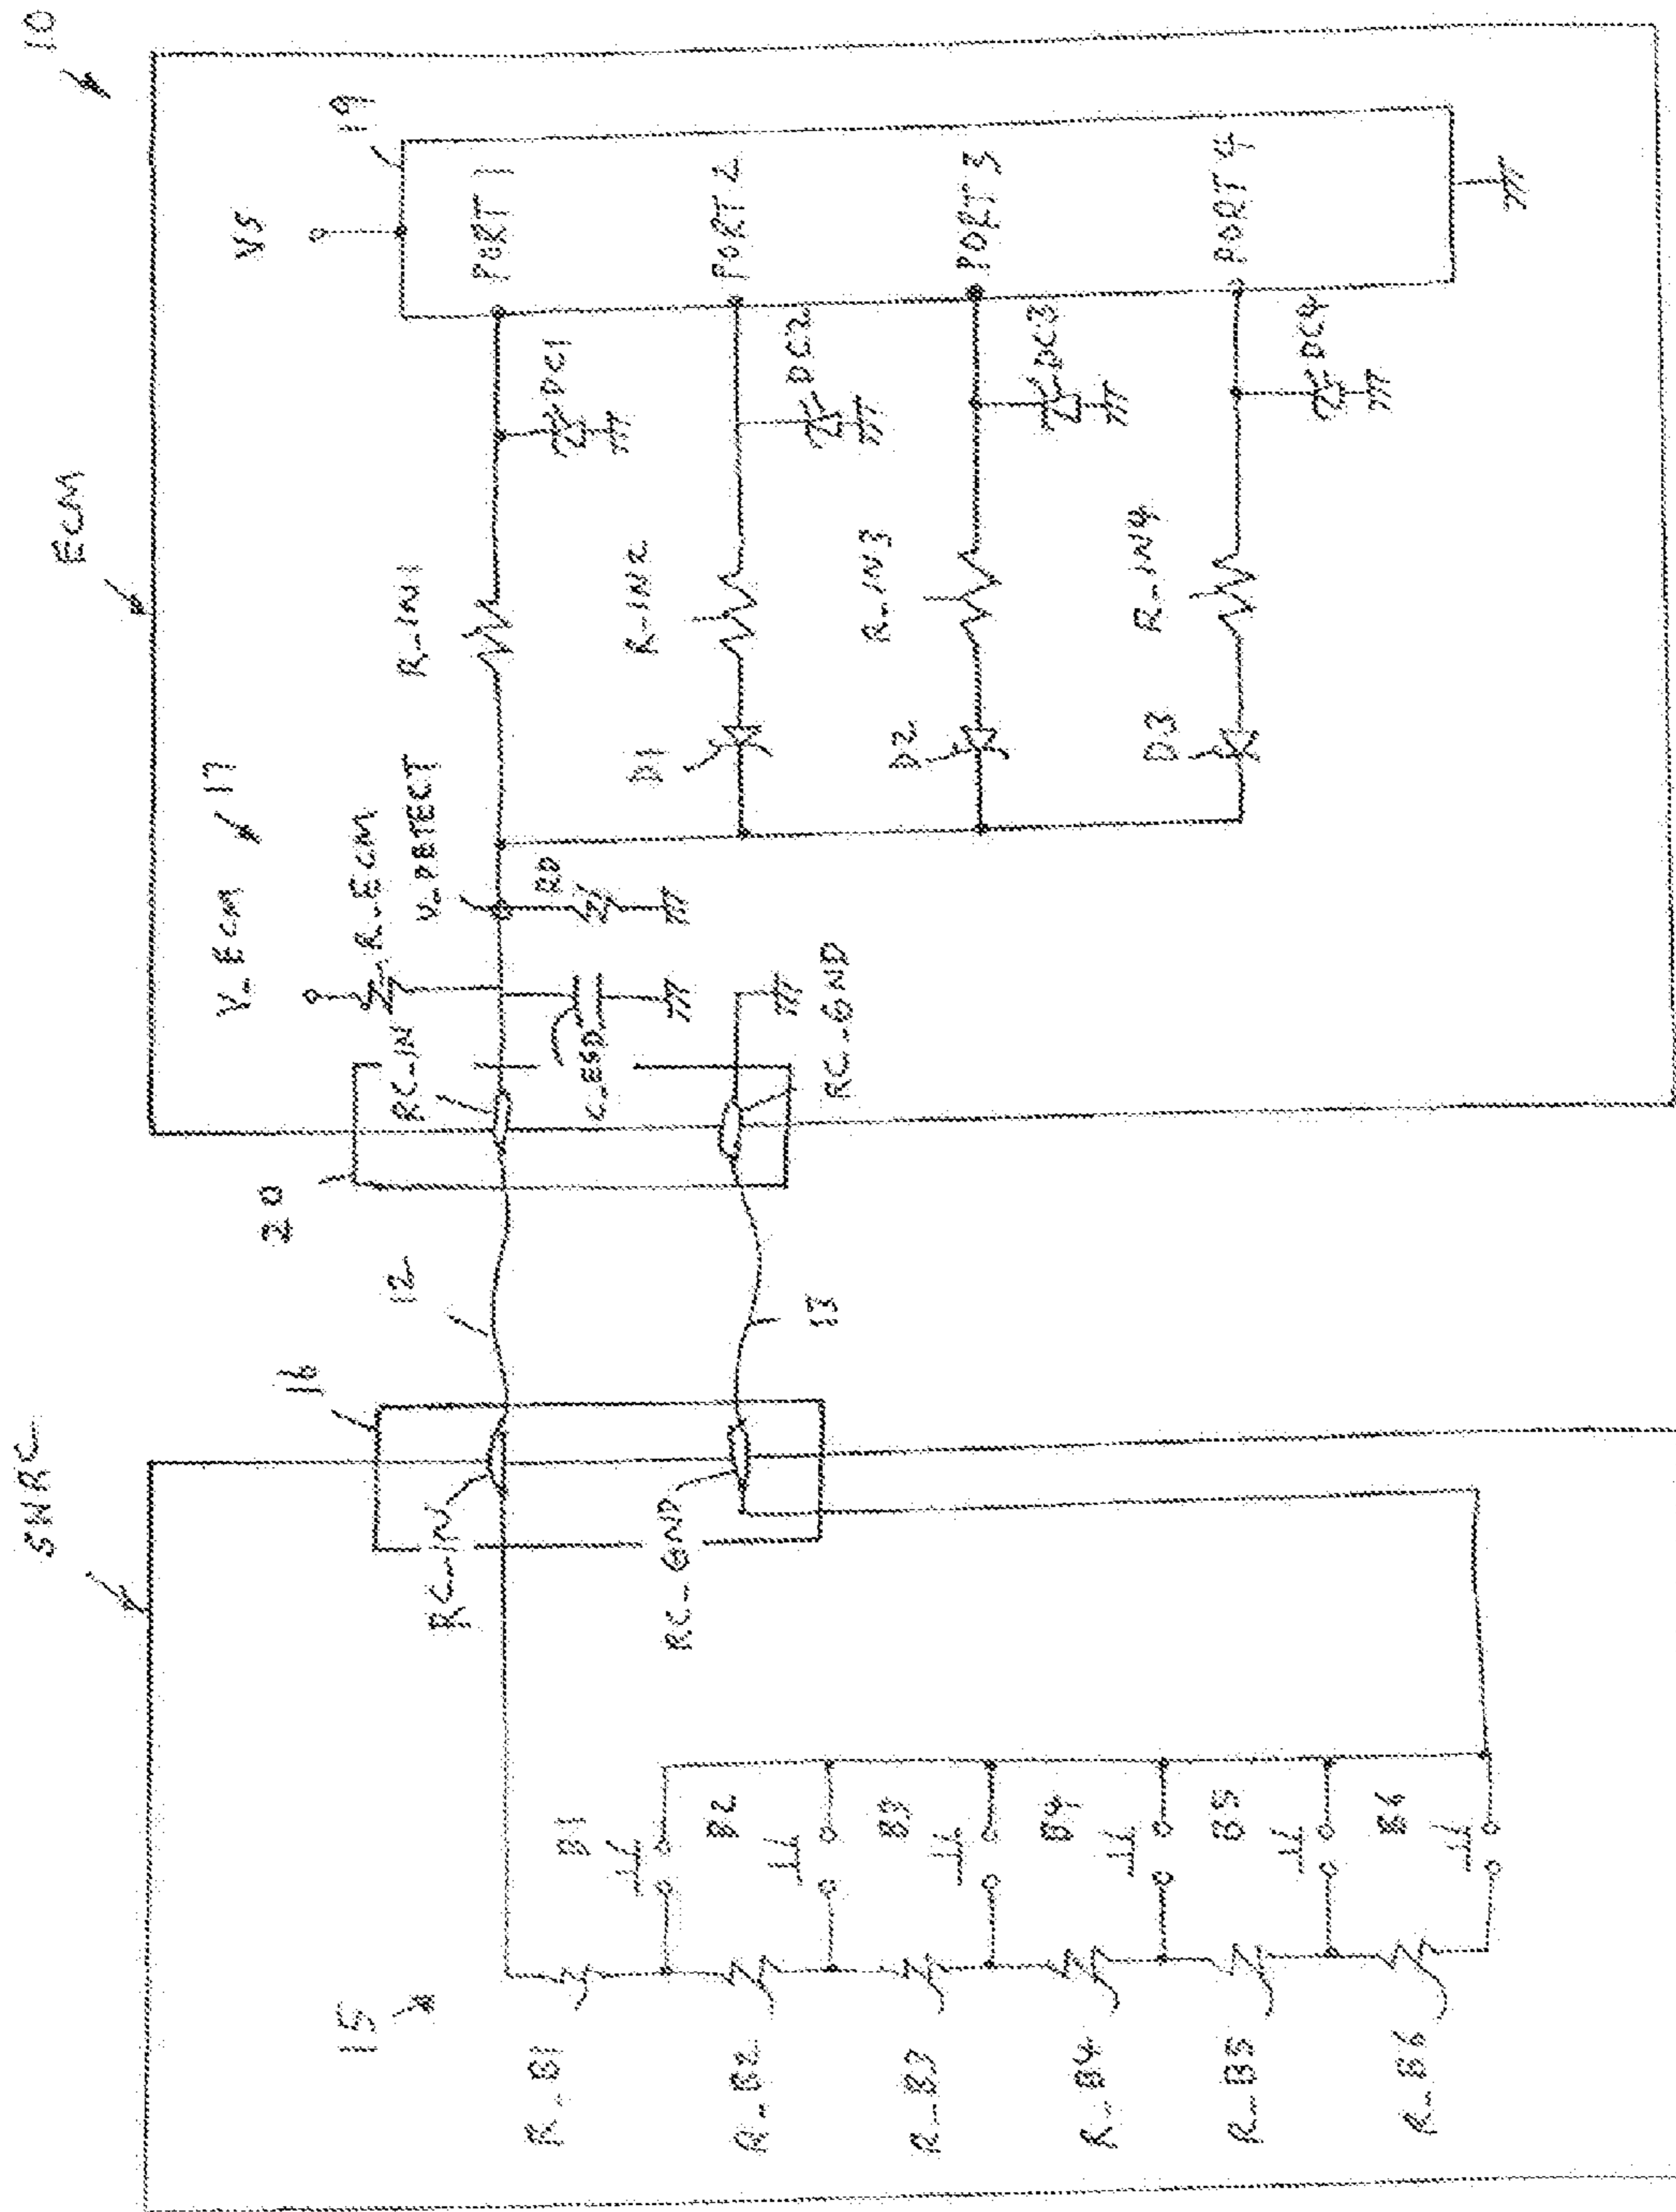 10
SWRC
ECM
15
R_B1
R_B2
R_B3
R_B4
R_B5
R_B6
B1
B2
B3
B4
B5
B6
16
RC_IN
RC_GND
12
13
20
RC_IN
RC_GND
C_ESD
V_ECM
17
R_ECM
V_DETECT
RD
R_IN1
R_IN2
R_IN3
R_IN4
D1
D2
D3
DC1
DC2
DC3
DC4
V5
19
PORT 1
PORT 2
PORT 3
PORT 4